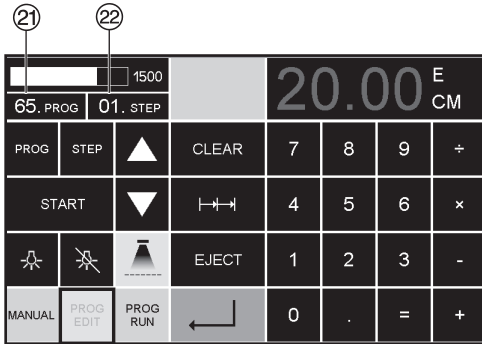 21 22
1500
20.00 E
CM
65. PROG 01. STEP
PROG STEP CLEAR 7 8 9 ÷
START 4 5 6 ×
EJECT 1 2 3 -
MANUAL PROG EDIT PROG RUN 0 . = +